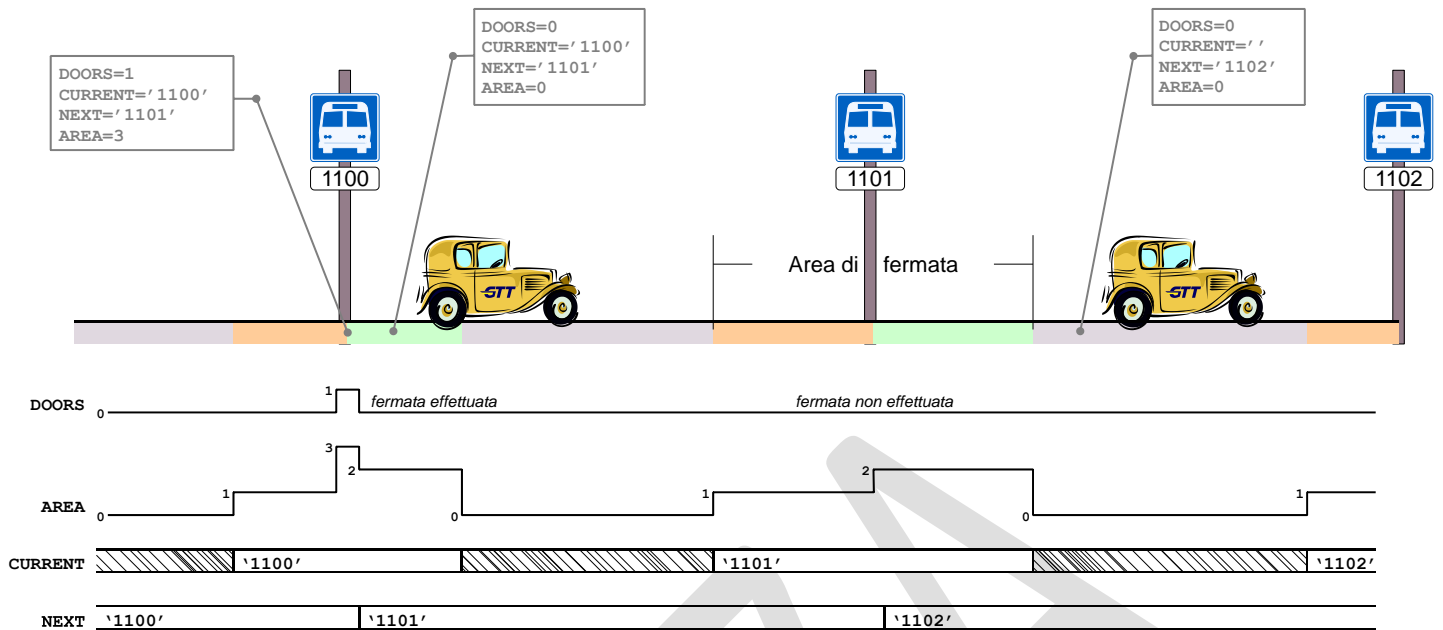 DOORS=0
CURRENT='1100'
NEXT='1101'
AREA=0
DOORS=0
CURRENT=''
NEXT='1102'
AREA=0
DOORS=1
CURRENT='1100'
NEXT='1101'
AREA=3
1100
1101
1102
Area di fermata
GTT
GTT
DOORS 0 1 fermata effettuata fermata non effettuata
AREA 0 1 3 2 0 1 2 0 1
CURRENT '1100' '1101' '1102'
NEXT '1100' '1101' '1102'